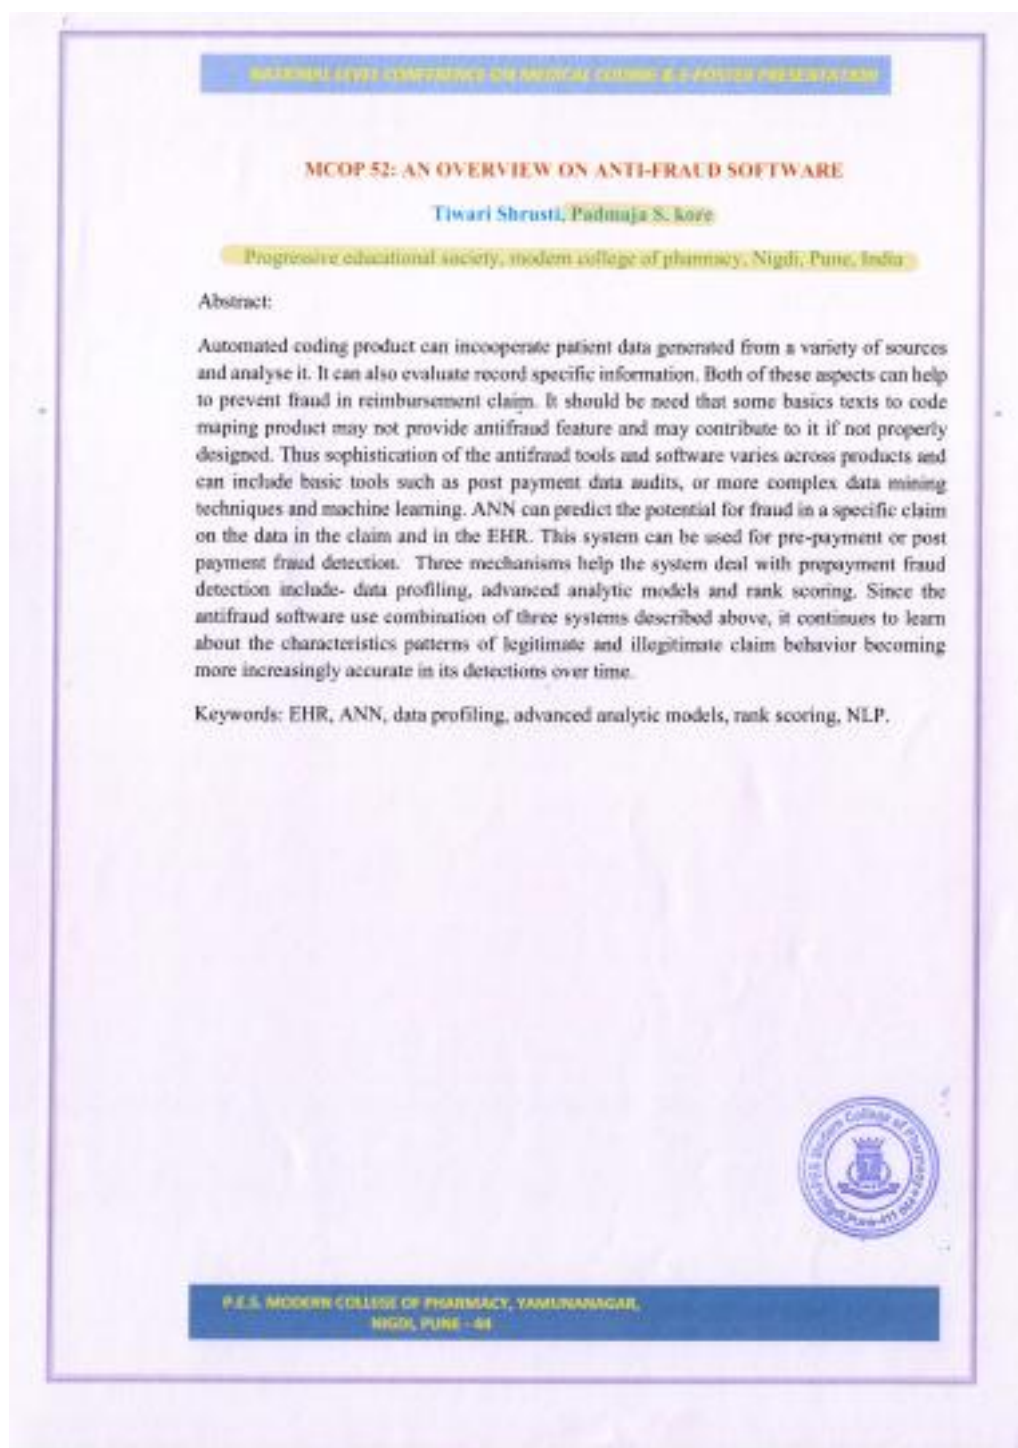 NATIONAL LEVEL CONFERENCE ON MEDICAL CODING & E-POSTER PRESENTATION
MCOP 52: AN OVERVIEW ON ANTI-FRAUD SOFTWARE
Tiwari Shrusti, Padmaja S. kore
Progressive educational society, modern college of pharmacy, Nigdi, Pune, India
Abstract:
Automated coding product can incooperate patient data generated from a variety of sources
and analyse it. It can also evaluate record specific information. Both of these aspects can help
to prevent fraud in reimbursement claim. It should be need that some basics texts to code
maping product may not provide antifraud feature and may contribute to it if not properly
designed. Thus sophistication of the antifraud tools and software varies across products and
can include basic tools such as post payment data audits, or more complex data mining
techniques and machine learning. ANN can predict the potential for fraud in a specific claim
on the data in the claim and in the EHR. This system can be used for pre-payment or post
payment fraud detection. Three mechanisms help the system deal with prepayment fraud
detection include- data profiling, advanced analytic models and rank scoring. Since the
antifraud software use combination of three systems described above, it continues to learn
about the characteristics patterns of legitimate and illegitimate claim behavior becoming
more increasingly accurate in its detections over time.
Keywords: EHR, ANN, data profiling, advanced analytic models, rank scoring, NLP.
Modern College of Pharmacy
Nigdi, Pune-411 044
P.E.S. MODERN COLLEGE OF PHARMACY, YAMUNANAGAR,
NIGDI, PUNE - 44